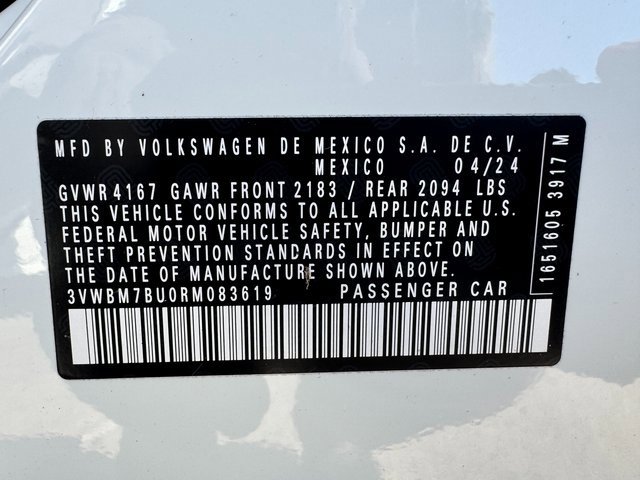 MFD BY VOLKSWAGEN DE MEXICO S.A. DE C.V.
MEXICO 04/24
GVWR 4167 GAWR FRONT 2183 / REAR 2094 LBS
THIS VEHICLE CONFORMS TO ALL APPLICABLE U.S.
FEDERAL MOTOR VEHICLE SAFETY, BUMPER AND
THEFT PREVENTION STANDARDS IN EFFECT ON
THE DATE OF MANUFACTURE SHOWN ABOVE.
3VWBM7BU0RM083619 PASSENGER CAR
1651605 3917 M